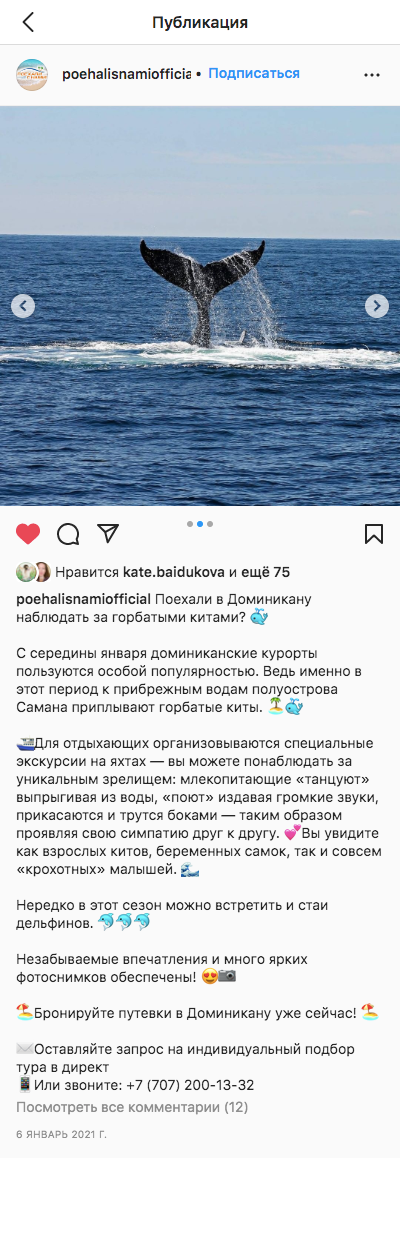 Публикация
poehalisnamiofficia • Подписаться
Нравится kate.baidukova и ещё 75
poehalisnamiofficial Поехали в Доминикану
наблюдать за горбатыми китами? 🐳
С середины января доминиканские курорты
пользуются особой популярностью. Ведь именно в
этот период к прибрежным водам полуострова
Самана приплывают горбатые киты. 🏝🐳
🛥Для отдыхающих организовываются специальные
экскурсии на яхтах — вы можете понаблюдать за
уникальным зрелищем: млекопитающие «танцуют»
выпрыгивая из воды, «поют» издавая громкие звуки,
прикасаются и трутся боками — таким образом
проявляя свою симпатию друг к другу. 💕Вы увидите
как взрослых китов, беременных самок, так и совсем
«крохотных» малышей. 🌊
Нередко в этот сезон можно встретить и стаи
дельфинов. 🐬🐬🐬
Незабываемые впечатления и много ярких
фотоснимков обеспечены! 😍📷
🏖Бронируйте путевки в Доминикану уже сейчас! 🏖
✉️Оставляйте запрос на индивидуальный подбор
тура в директ
📱Или звоните: +7 (707) 200-13-32
Посмотреть все комментарии (12)
6 ЯНВАРЬ 2021 Г.